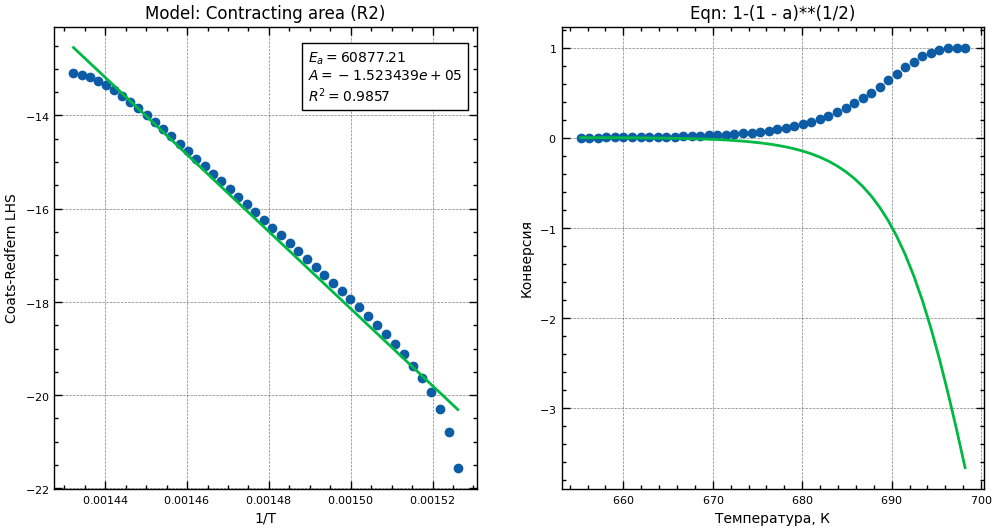 Model: Contracting area (R2)
Eₐ = 60877.21
A = −1.523439e + 05
R² = 0.9857
−14
−16
−18
−20
−22
0.00144
0.00146
0.00148
0.00150
0.00152
Coats-Redfern LHS
1/T
Eqn: 1-(1 - a)**(1/2)
1
0
−1
−2
−3
660
670
680
690
700
Конверсия
Температура, К